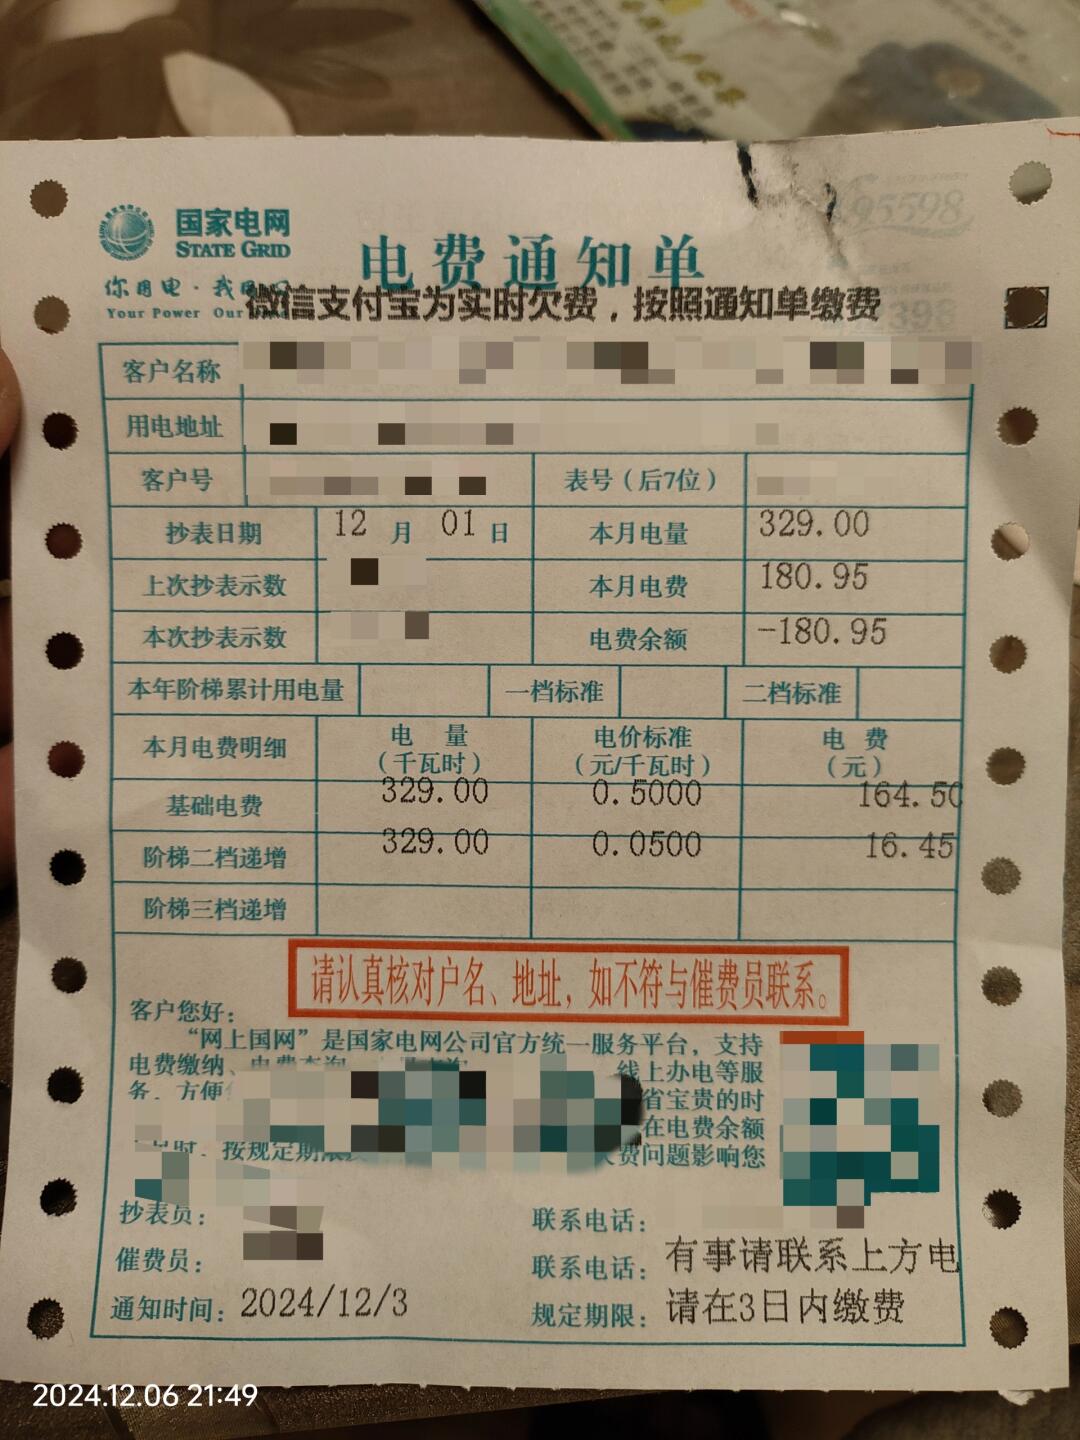 国家电网
STATE GRID
95598
你用电·我
Your Power Our
电费通知单
微信支付宝为实时欠费，按照通知单缴费
客户名称
用电地址
客户号 表号（后7位）
抄表日期 12 月 01 日 本月电量 329.00
上次抄表示数 本月电费 180.95
本次抄表示数 电费余额 -180.95
本年阶梯累计用电量 一档标准 二档标准
本月电费明细 电量（千瓦时） 电价标准（元/千瓦时） 电费（元）
基础电费 329.00 0.5000 164.50
阶梯二档递增 329.00 0.0500 16.45
阶梯三档递增
请认真核对户名、地址，如不符与催费员联系。
客户您好：
“网上国网”是国家电网公司官方统一服务平台，支持
电费缴纳、电费查询 线上办电等服
务，方便 省宝贵的时
在电费余额
时，按规定期限 费问题影响您
抄表员： 联系电话：
催费员： 联系电话： 有事请联系上方电
通知时间： 2024/12/3 规定期限： 请在3日内缴费
2024.12.06 21:49